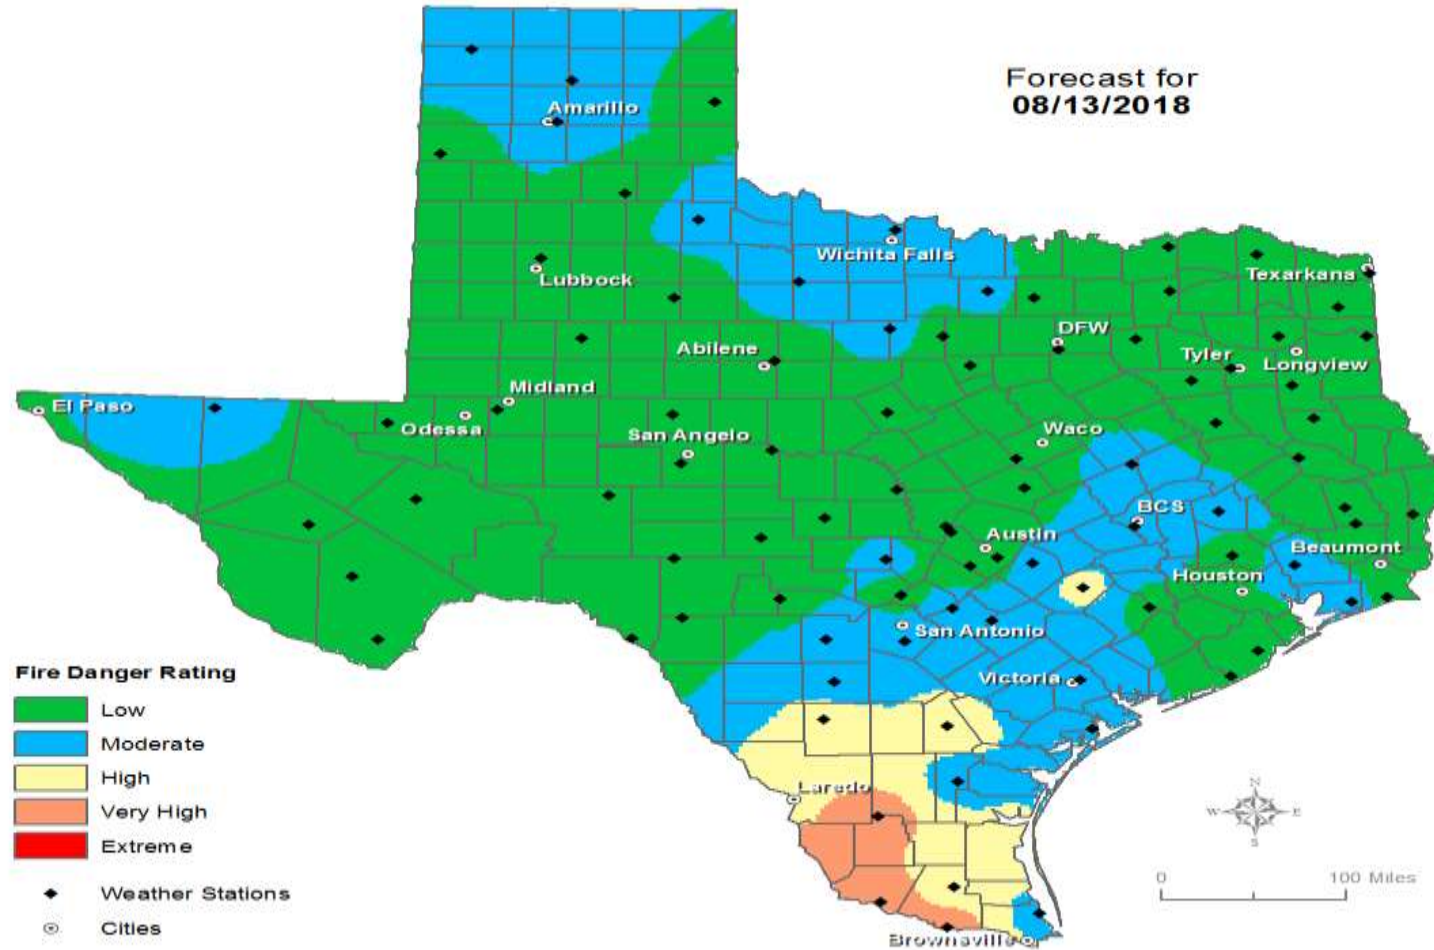 Forecast for
08/13/2018
Amarillo
Wichita Falls
Lubbock
Texarkana
DFW
Abilene
Tyler
Longview
Midland
El Paso
Odessa
San Angelo
Waco
BCS
Austin
Beaumont
Houston
San Antonio
Victoria
Laredo
Brownsville
Fire Danger Rating
Low
Moderate
High
Very High
Extreme
Weather Stations
Cities
N
W E
S
0 100 Miles